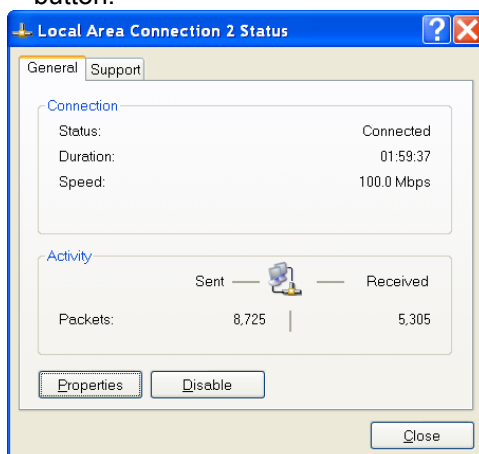 button.
Local Area Connection 2 Status
General Support
Connection
Status: Connected
Duration: 01:59:37
Speed: 100.0 Mbps
Activity
Sent Received
Packets: 8,725 5,305
Properties Disable
Close